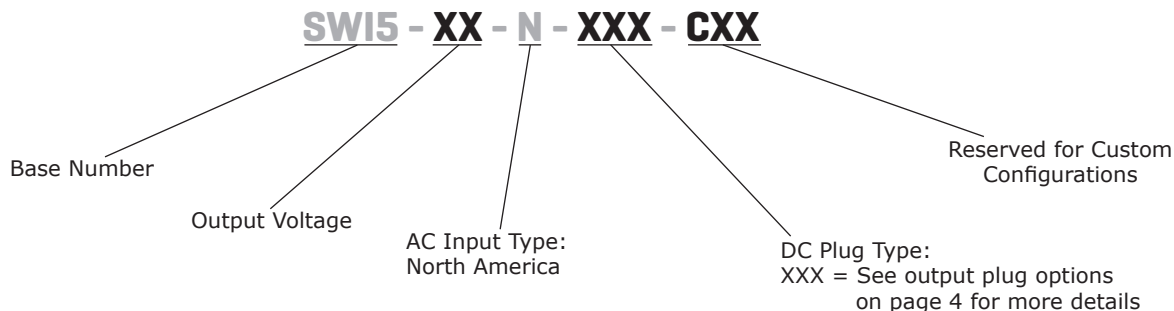 SWI5 - XX - N - XXX - CXX
Base Number
Output Voltage
AC Input Type:
North America
DC Plug Type:
XXX = See output plug options
on page 4 for more details
Reserved for Custom
Configurations